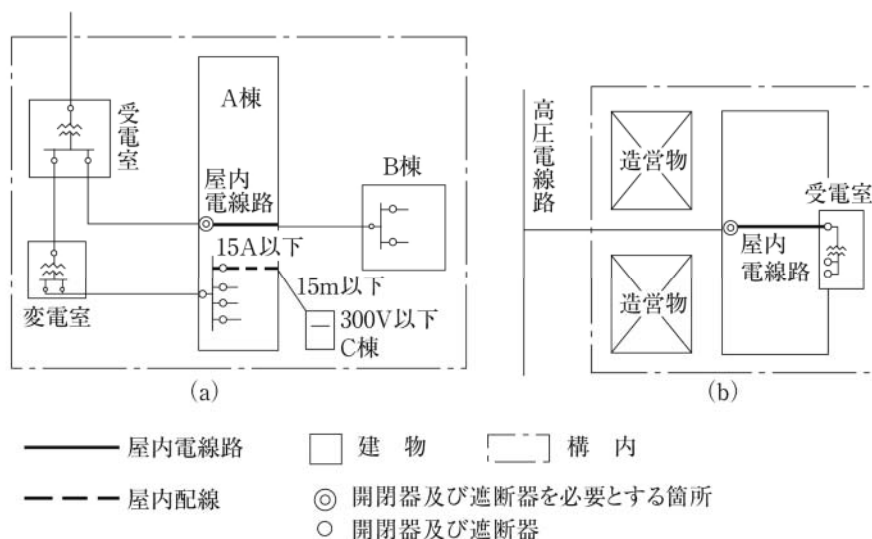 受電室
A棟
屋内
電線路
B棟
15A以下
15m以下
300V以下
C棟
変電室
(a)
高圧電線路
造営物
受電室
屋内
電線路
造営物
(b)
屋内電線路
建 物
構 内
屋内配線
◎ 開閉器及び遮断器を必要とする箇所
○ 開閉器及び遮断器